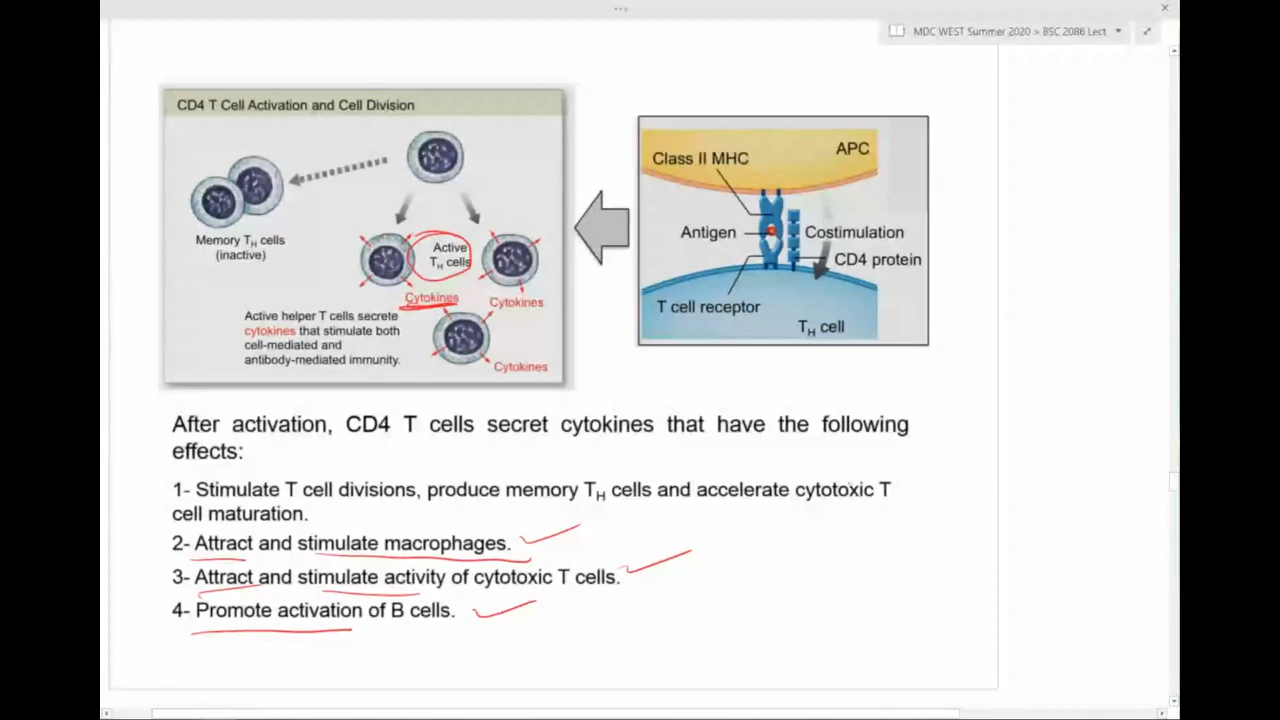 MDC WEST Summer 2020 > BSC 2086 Lect
CD4 T Cell Activation and Cell Division
Memory TH cells
(inactive)
Active
TH cells
Cytokines
Cytokines
Active helper T cells secrete
cytokines that stimulate both
cell-mediated and
antibody-mediated immunity.
Cytokines
Class II MHC
APC
Antigen
Costimulation
CD4 protein
T cell receptor
TH cell
After activation, CD4 T cells secret cytokines that have the following
effects:
1- Stimulate T cell divisions, produce memory TH cells and accelerate cytotoxic T
cell maturation.
2- Attract and stimulate macrophages.
3- Attract and stimulate activity of cytotoxic T cells.
4- Promote activation of B cells.